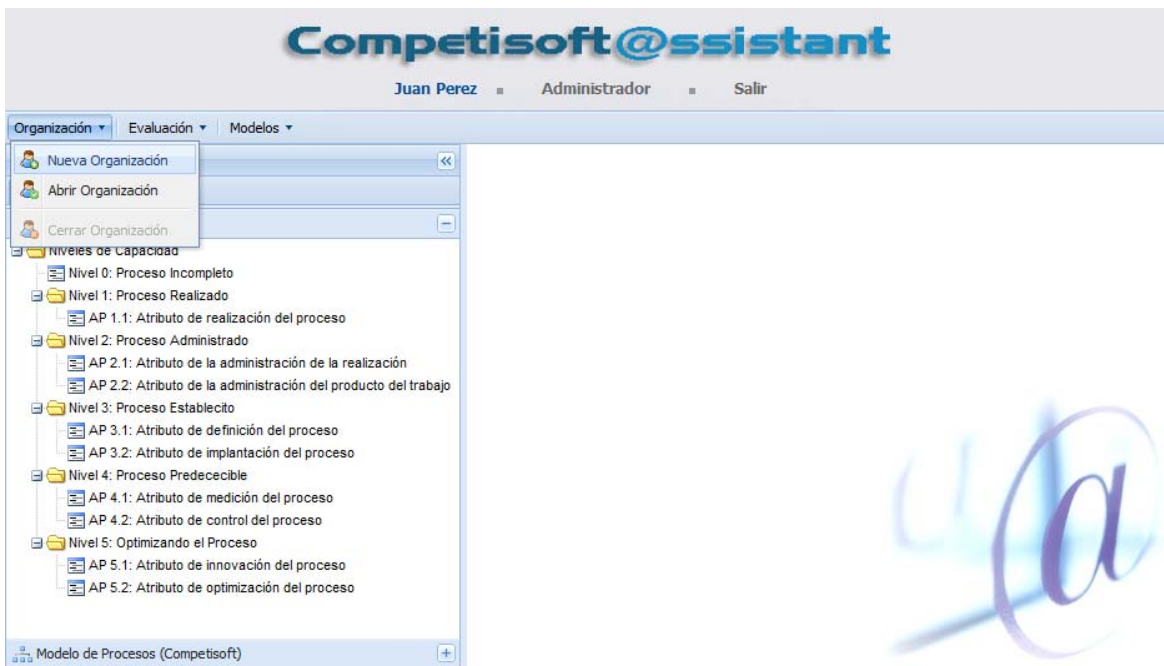 Competisoft@ssistant
Juan Perez Administrador Salir
Organización Evaluación Modelos
Nueva Organización
Abrir Organización
Cerrar Organización
Niveles de Capacidad
Nivel 0: Proceso Incompleto
Nivel 1: Proceso Realizado
AP 1.1: Atributo de realización del proceso
Nivel 2: Proceso Administrado
AP 2.1: Atributo de la administración de la realización
AP 2.2: Atributo de la administración del producto del trabajo
Nivel 3: Proceso Establecito
AP 3.1: Atributo de definición del proceso
AP 3.2: Atributo de implantación del proceso
Nivel 4: Proceso Predececible
AP 4.1: Atributo de medición del proceso
AP 4.2: Atributo de control del proceso
Nivel 5: Optimizando el Proceso
AP 5.1: Atributo de innovación del proceso
AP 5.2: Atributo de optimización del proceso
Modelo de Procesos (Competisoft)
@